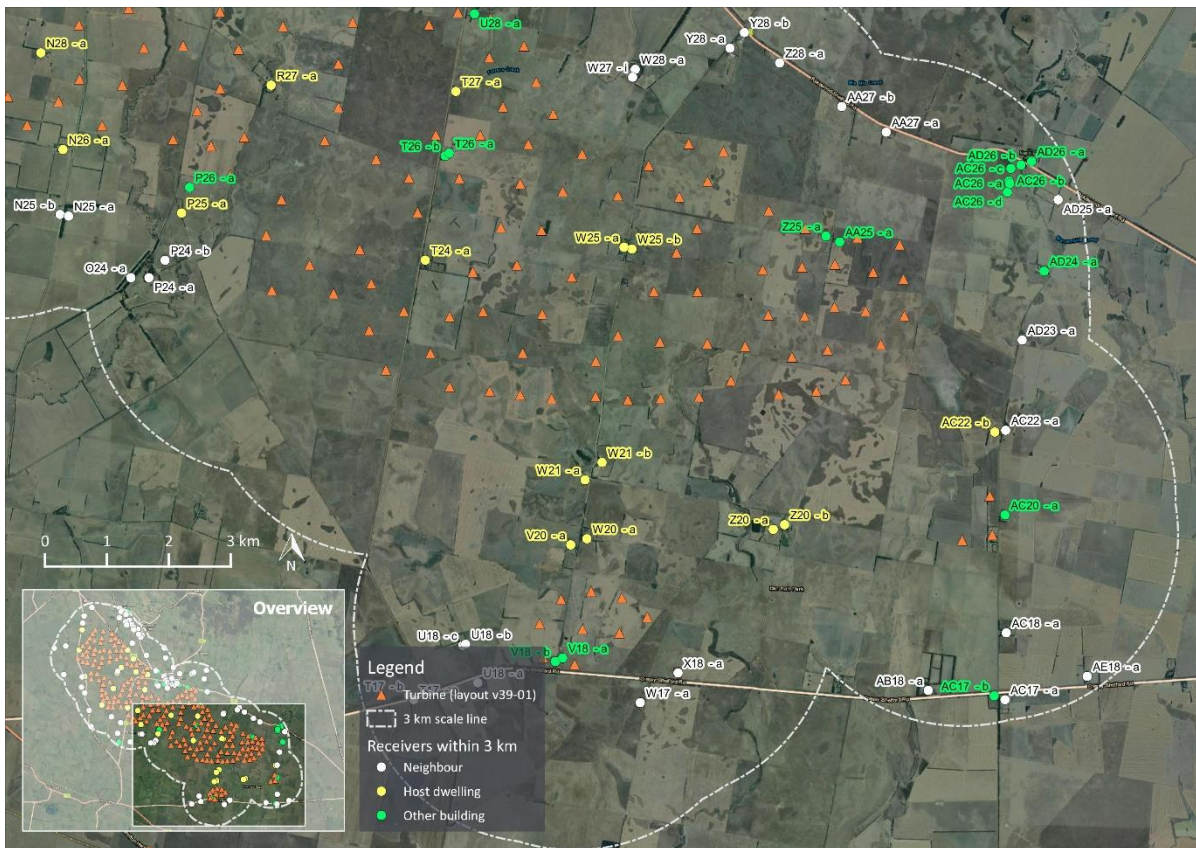 U28 - a
Y28 - b
N28 - a
Y28 - a
W28 - a
Z28 - a
W27 - i
R27 - a
T27 - a
AA27 - b
AA27 - a
T26 - b
T26 - a
N26 - a
AD26 - b
AD26 - a
AC26 - c
P26 - a
AC26 - a
AC26 - b
AC26 - d
AD25 - a
N25 - b
N25 - a
P25 - a
W25 - a
W25 - b
Z25 - a
AA25 - a
P24 - b
T24 - a
AD24 - a
O24 - a
P24 - a
AD23 - a
AC22 - b
AC22 - a
W21 - b
W21 - a
AC20 - a
Z20 - a
Z20 - b
V20 - a
W20 - a
0 1 2 3 km
N
Overview
U18 - c
U18 - b
AC18 - a
V18 - b
V18 - a
X18 - a
U18 - a
AE18 - a
AB18 - a
T17 - b
W17 - a
AC17 - b
AC17 - a
Legend
Turbine (layout v39-01)
3 km scale line
Receivers within 3 km
Neighbour
Host dwelling
Other building